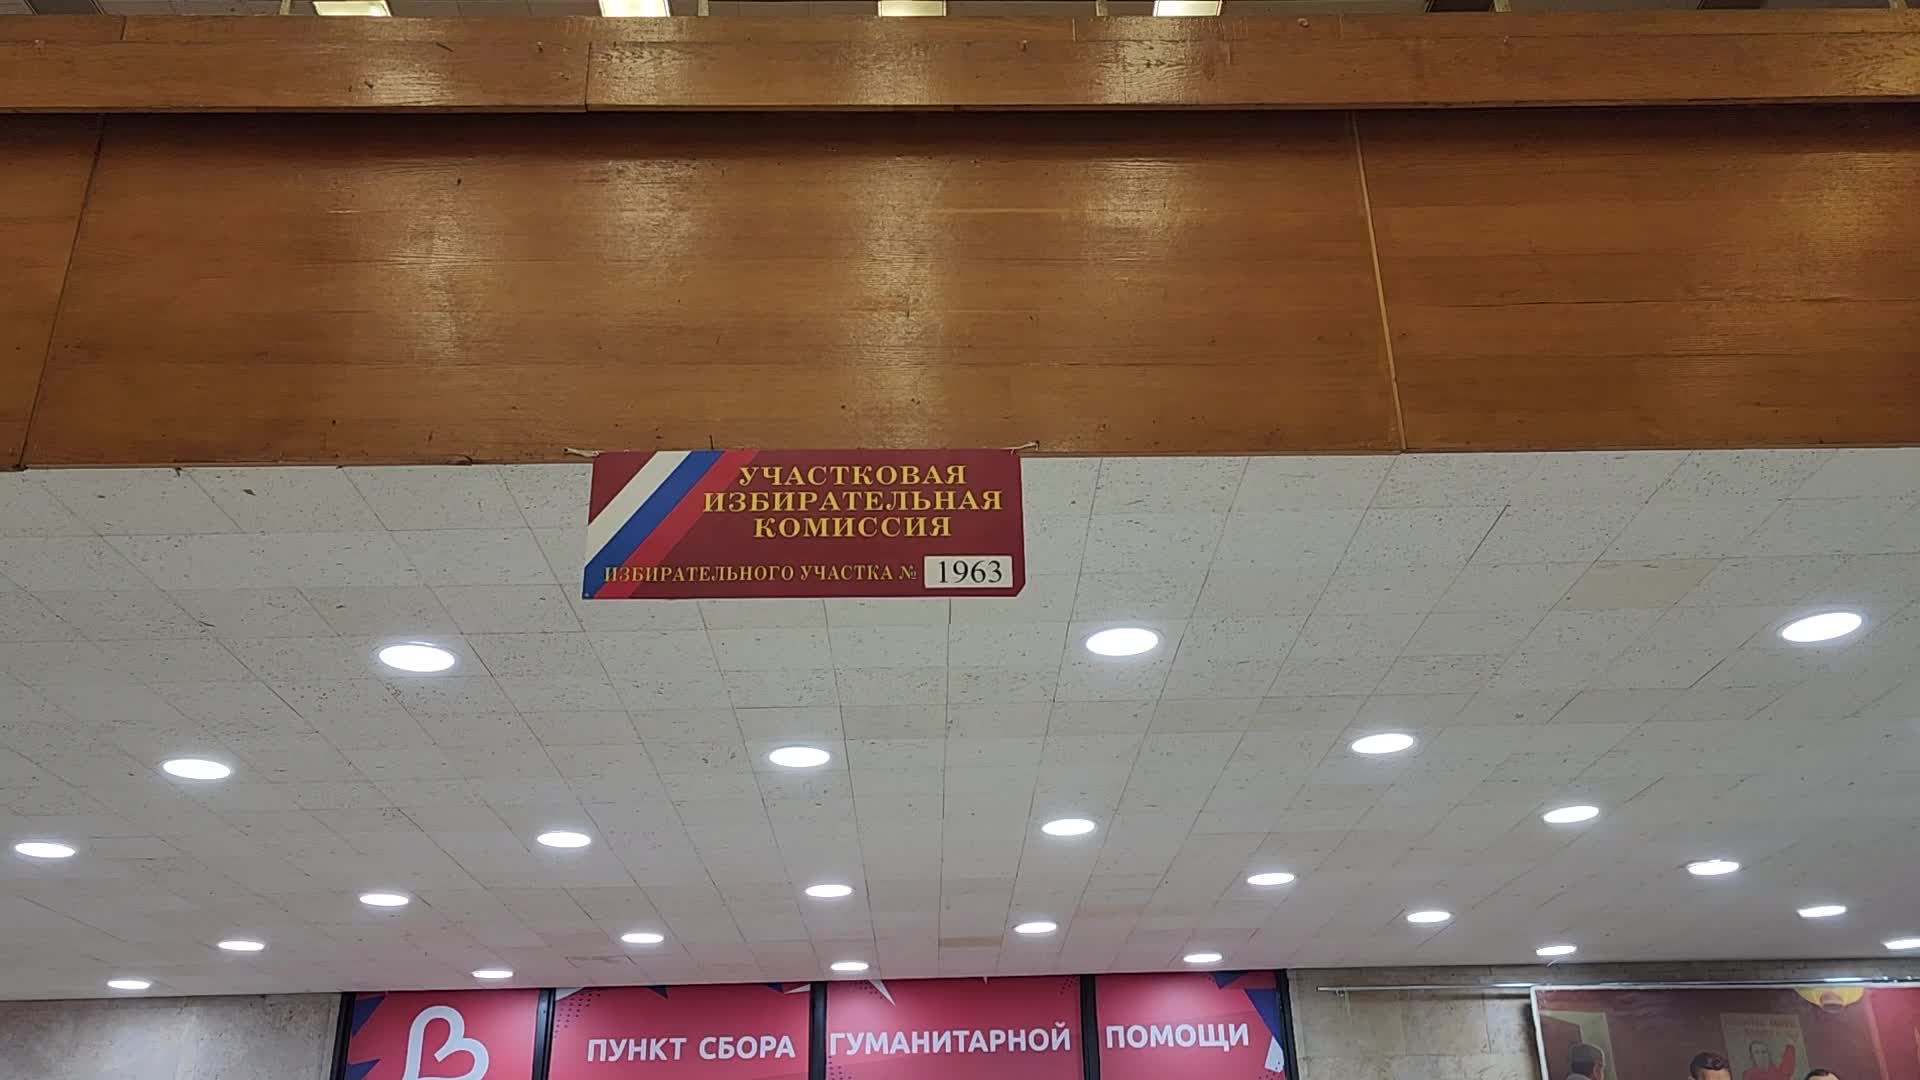 УЧАСТКОВАЯ
ИЗБИРАТЕЛЬНАЯ
КОМИССИЯ
ИЗБИРАТЕЛЬНОГО УЧАСТКА № 1963
ПУНКТ СБОРА ГУМАНИТАРНОЙ ПОМОЩИ